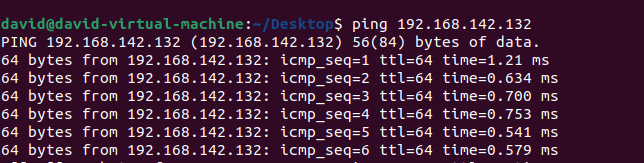 david@david-virtual-machine:~/Desktop$ ping 192.168.142.132
PING 192.168.142.132 (192.168.142.132) 56(84) bytes of data.
64 bytes from 192.168.142.132: icmp_seq=1 ttl=64 time=1.21 ms
64 bytes from 192.168.142.132: icmp_seq=2 ttl=64 time=0.634 ms
64 bytes from 192.168.142.132: icmp_seq=3 ttl=64 time=0.700 ms
64 bytes from 192.168.142.132: icmp_seq=4 ttl=64 time=0.753 ms
64 bytes from 192.168.142.132: icmp_seq=5 ttl=64 time=0.541 ms
64 bytes from 192.168.142.132: icmp_seq=6 ttl=64 time=0.579 ms